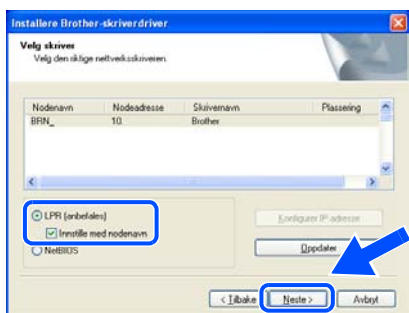 Installere Brother-skriverdriver
Velg skriver
Velg den riktige nettverksskriveren.
Nodenavn Nodeadresse Skrivernavn Plassering
BRN_ 10. Brother
LPR (anbefales)
Innstille med nodenavn
NetBIOS
Konfigurer IP-adresse
Oppdater
< Tilbake Neste > Avbryt